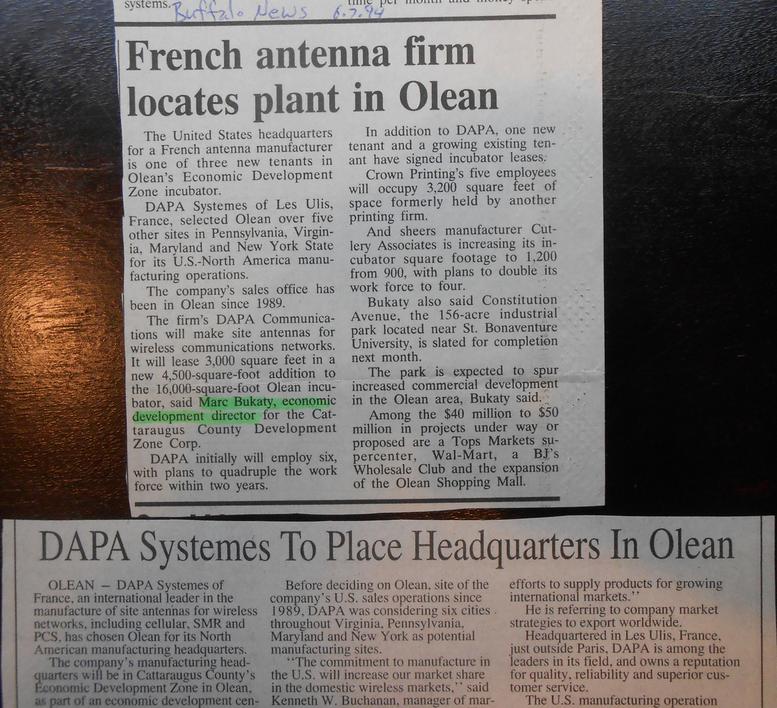 systems.
time per month and money
Buffalo News 6.7.94
French antenna firm
locates plant in Olean
The United States headquarters
for a French antenna manufacturer
is one of three new tenants in
Olean's Economic Development
Zone incubator.
DAPA Systemes of Les Ulis,
France, selected Olean over five
other sites in Pennsylvania, Virgin-
ia, Maryland and New York State
for its U.S.-North America manu-
facturing operations.
The company's sales office has
been in Olean since 1989.
The firm's DAPA Communica-
tions will make site antennas for
wireless communications networks.
It will lease 3,000 square feet in a
new 4,500-square-foot addition to
the 16,000-square-foot Olean incu-
bator, said Marc Bukaty, economic
development director for the Cat-
taraugus County Development
Zone Corp.
DAPA initially will employ six,
with plans to quadruple the work
force within two years.
In addition to DAPA, one new
tenant and a growing existing ten-
ant have signed incubator leases.
Crown Printing's five employees
will occupy 3,200 square feet of
space formerly held by another
printing firm.
And sheers manufacturer Cut-
lery Associates is increasing its in-
cubator square footage to 1,200
from 900, with plans to double its
work force to four.
Bukaty also said Constitution
Avenue, the 156-acre industrial
park located near St. Bonaventure
University, is slated for completion
next month.
The park is expected to spur
increased commercial development
in the Olean area, Bukaty said.
Among the $40 million to $50
million in projects under way or
proposed are a Tops Markets su-
percenter, Wal-Mart, a BJ's
Wholesale Club and the expansion
of the Olean Shopping Mall.
DAPA Systemes To Place Headquarters In Olean
OLEAN — DAPA Systemes of
France, an international leader in the
manufacture of site antennas for wireless
networks, including cellular, SMR and
PCS, has chosen Olean for its North
American manufacturing headquarters.
The company's manufacturing head-
quarters will be in Cattaraugus County's
Economic Development Zone in Olean,
as part of an economic development cen-
Before deciding on Olean, site of the
company's U.S. sales operations since
1989, DAPA was considering six cities
throughout Virginia, Pennsylvania,
Maryland and New York as potential
manufacturing sites.
"The commitment to manufacture in
the U.S. will increase our market share
in the domestic wireless markets," said
Kenneth W. Buchanan, manager of mar-
efforts to supply products for growing
international markets."
He is referring to company market
strategies to export worldwide.
Headquartered in Les Ulis, France,
just outside Paris, DAPA is among the
leaders in its field, and owns a reputation
for quality, reliability and superior cus-
tomer service.
The U.S. manufacturing operation